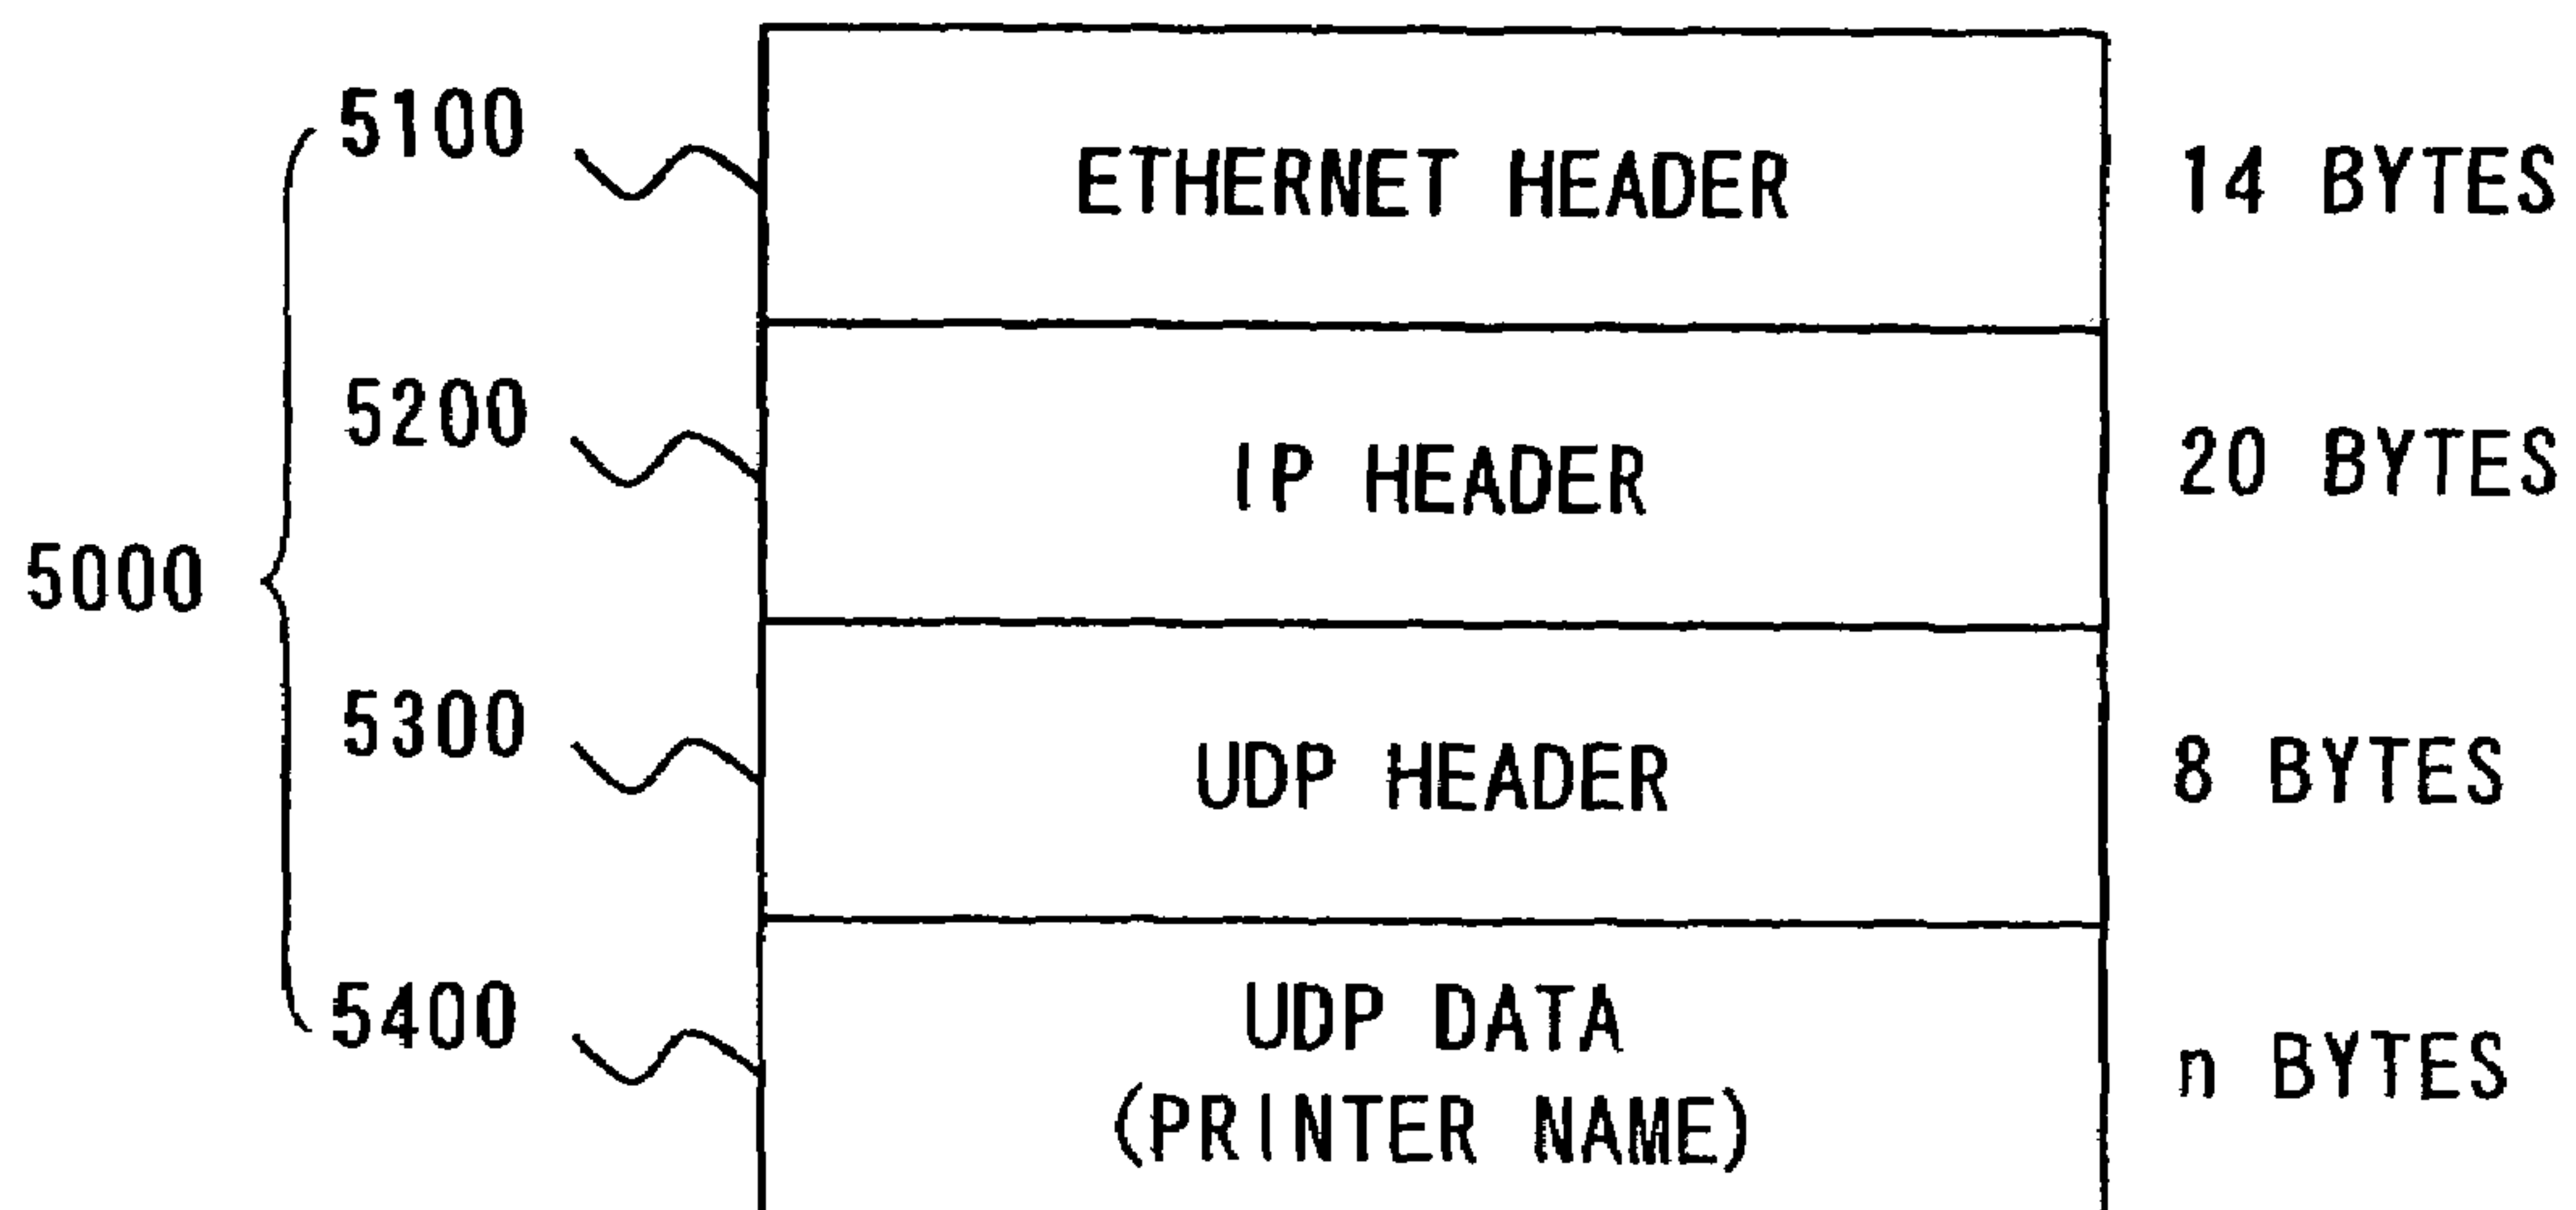 5100
ETHERNET HEADER
14 BYTES
5200
IP HEADER
20 BYTES
5000
5300
UDP HEADER
8 BYTES
5400
UDP DATA
(PRINTER NAME)
n BYTES